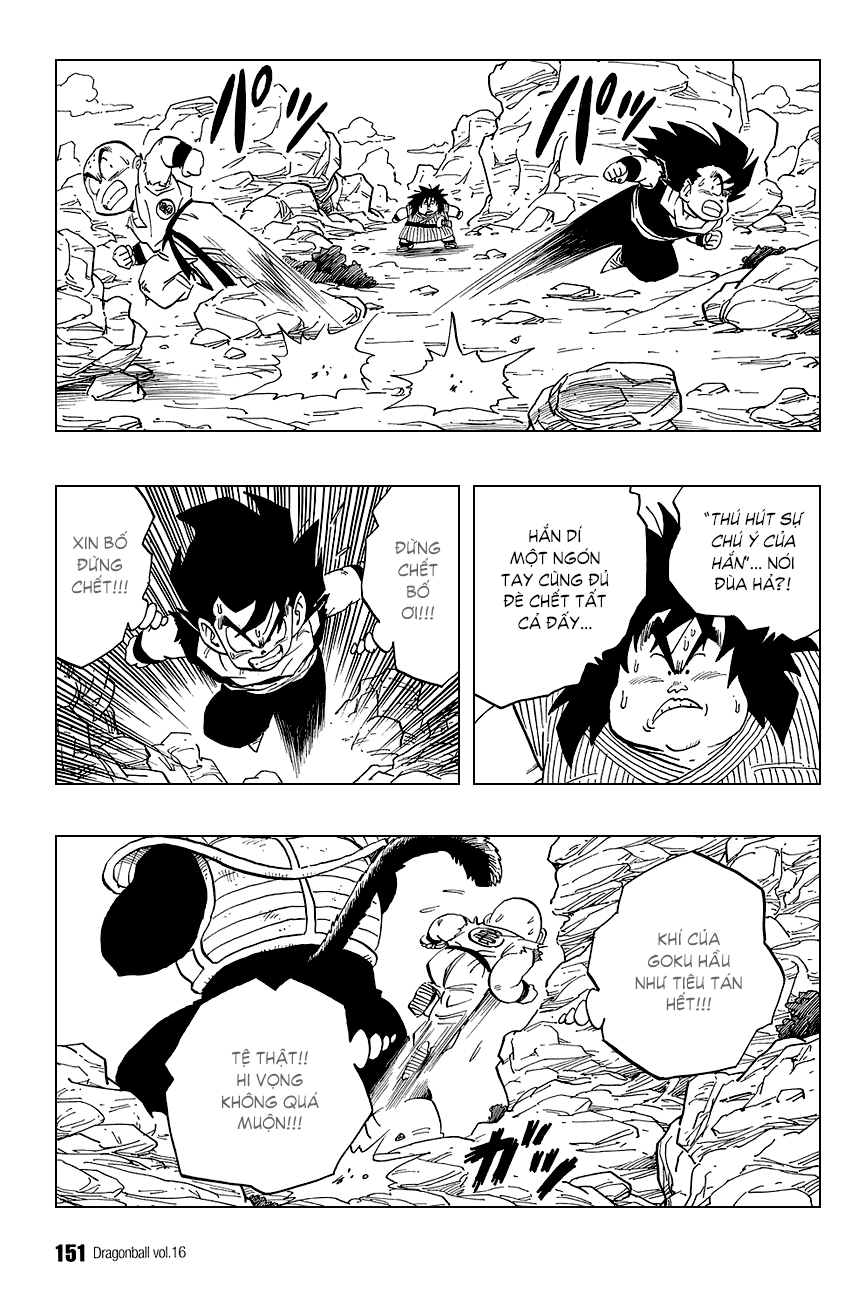 パッ
パッ
"THÚ HÚT SỰ
CHÚ Ý CỦA
HẮN"... NÓI
ĐÙA HẢ?!
HẮN DÍ
MỘT NGÓN
TAY CŨNG ĐỦ
ĐÈ CHẾT TẤT
CẢ ĐẤY...
ĐỪNG
CHẾT
BỐ
ƠI!!!
XIN BỐ
ĐỪNG
CHẾT!!!
KHÍ CỦA
GOKU HẦU
NHƯ TIÊU TÁN
HẾT!!!
TỆ THẬT!!
HI VỌNG
KHÔNG QUÁ
MUỘN!!!
ガッ
151 Dragonball vol.16